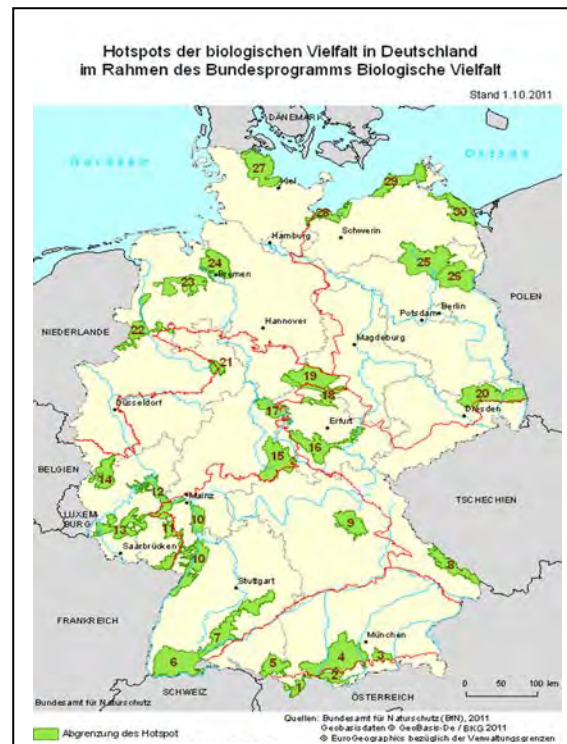 Hotspots der biologischen Vielfalt in Deutschland
im Rahmen des Bundesprogramms Biologische Vielfalt
Stand 1.10.2011
DÄNEMARK
Nordsee
Ostsee
27
Kiel
29
28
30
Hamburg
Schwerin
24
Bremen
23
25
26
POLEN
Berlin
Potsdam
NIEDERLANDE
22
Hannover
Magdeburg
21
19
18
20
Düsseldorf
17
Dresden
Erfurt
16
BELGIEN
15
14
TSCHECHIEN
12
Mainz
LUXEM
BURG
13
11
10
9
Saarbrücken
10
8
Stuttgart
FRANKREICH
7
München
6
5
4
3
2
1
Bundesamt für Naturschutz
SCHWEIZ
ÖSTERREICH
0
50
100 km
Abgrenzung des Hotspot
Quellen: Bundesamt für Naturschutz(BfN), 2011
Geobasisdaten © GeoBasis-De / BKG 2011
© EuroGeographics bezüglich der Verwaltungsgrenzen